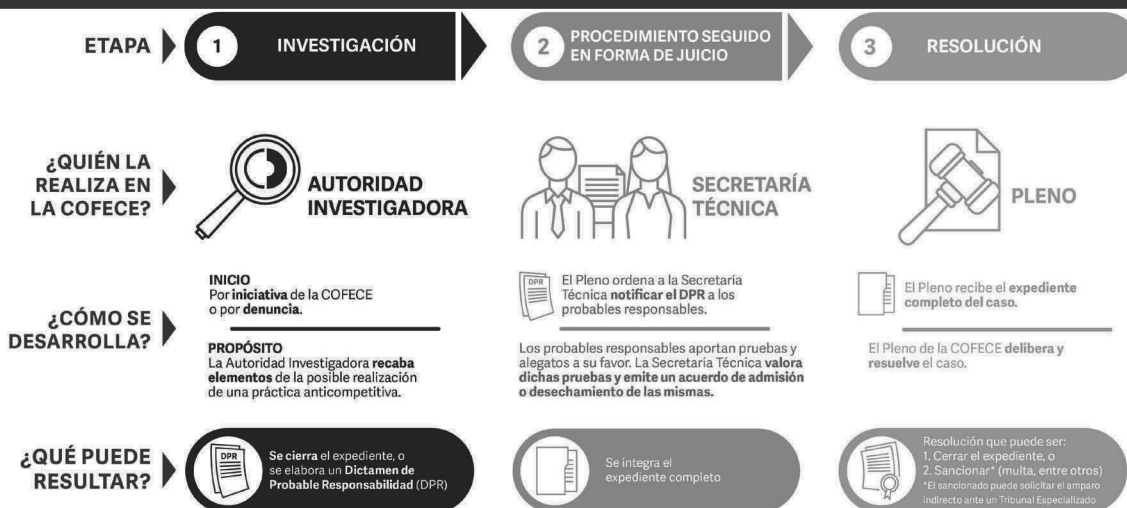 ETAPA
1 INVESTIGACIÓN
2 PROCEDIMIENTO SEGUIDO
EN FORMA DE JUICIO
3 RESOLUCIÓN
¿QUIÉN LA
REALIZA EN
LA COFECE?
AUTORIDAD
INVESTIGADORA
SECRETARÍA
TÉCNICA
PLENO
¿CÓMO SE
DESARROLLA?
INICIO
Por iniciativa de la COFECE
o por denuncia.
PROPÓSITO
La Autoridad Investigadora recaba
elementos de la posible realización
de una práctica anticompetitiva.
DPR
El Pleno ordena a la Secretaría
Técnica notificar el DPR a los
probables responsables.
Los probables responsables aportan pruebas y
alegatos a su favor. La Secretaría Técnica valora
dichas pruebas y emite un acuerdo de admisión
o desechamiento de las mismas.
El Pleno recibe el expediente
completo del caso.
El Pleno de la COFECE delibera y
resuelve el caso.
¿QUÉ PUEDE
RESULTAR?
DPR
Se cierra el expediente, o
se elabora un Dictamen de
Probable Responsabilidad (DPR)
Se integra el
expediente completo
Resolución que puede ser:
1. Cerrar el expediente, o
2. Sancionar* (multa, entre otros)
*El sancionado puede solicitar el amparo
indirecto ante un Tribunal Especializado